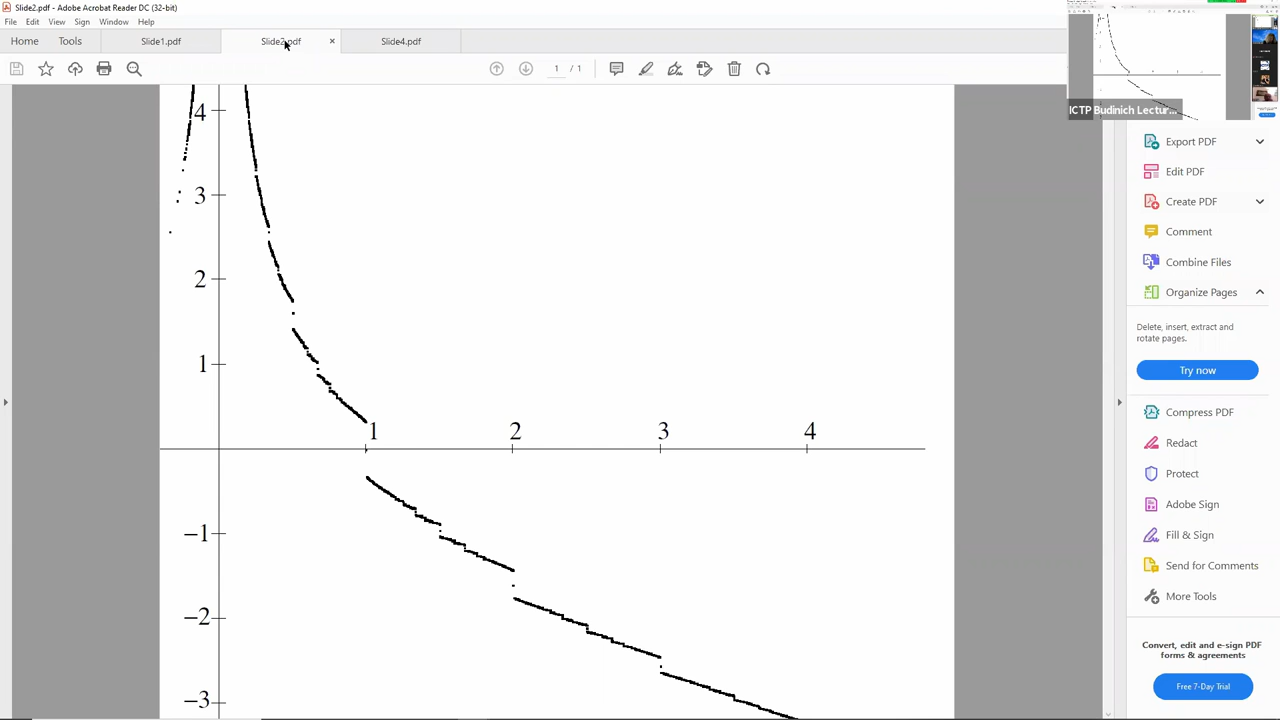 Slide2.pdf - Adobe Acrobat Reader DC (32-bit)
File Edit View Sign Window Help
Home Tools Slide1.pdf Slide2.pdf × Slide4.pdf
1 / 1
ICTP Budinich Lectur...
4
3
2
1
1 2 3 4
−1
−2
−3
Export PDF
Edit PDF
Create PDF
Comment
Combine Files
Organize Pages
Delete, insert, extract and
rotate pages.
Try now
Compress PDF
Redact
Protect
Adobe Sign
Fill & Sign
Send for Comments
More Tools
Convert, edit and e-sign PDF
forms & agreements
Free 7-Day Trial